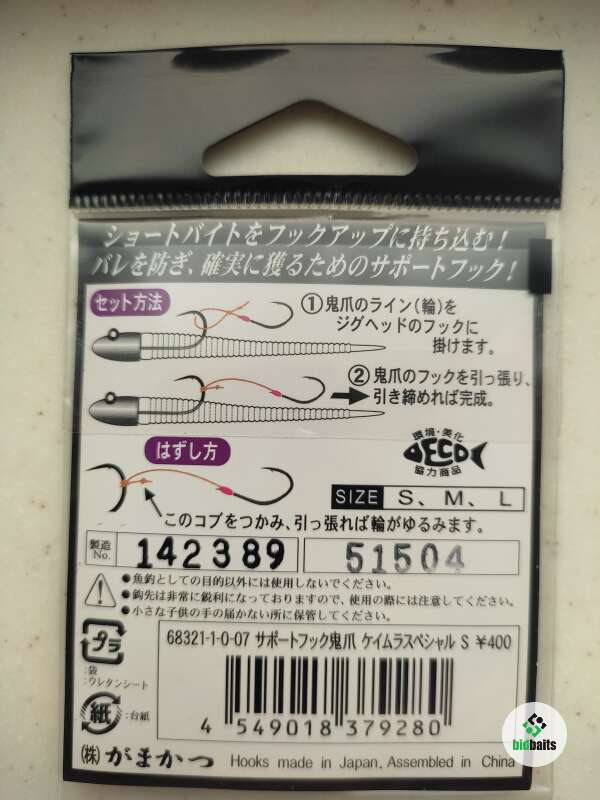 ショートバイトをフックアップに持ち込む!
バレを防ぎ、確実に獲るためのサポートフック!
セット方法
①鬼爪のライン(輪)を
ジグヘッドのフックに
掛けます。
②鬼爪のフックを引っ張り、
引き締めれば完成。
はずし方
環境・美化
ECO
協力商品
SIZE S、M、L
このコブをつかみ、引っ張れば輪がゆるみます。
製造No. 142389 51504
●魚釣としての目的以外には使用しないでください。
●鈎先は非常に鋭利になっておりますので、使用の際には注意してください。
●小さな子供の手の届かない所に保管してください。
プラ
:袋
:ウレタンシート
紙 :台紙
68321-1-0-07 サポートフック鬼爪 ケイムラスペシャル S ¥400
4 549018 379280
(株)がまかつ Hooks made in Japan, Assembled in China
bidbaits